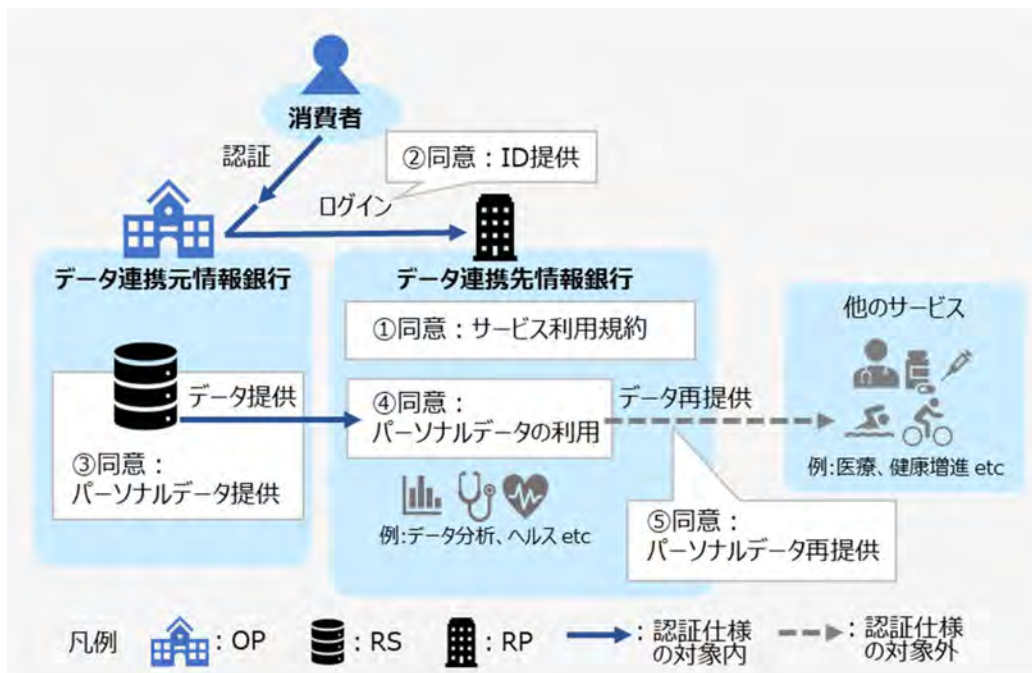 消費者
認証
②同意：ID提供
ログイン
データ連携元情報銀行
データ連携先情報銀行
①同意：サービス利用規約
他のサービス
データ提供
④同意：
パーソナルデータの利用
データ再提供
③同意：
パーソナルデータ提供
例:医療、健康増進 etc
例:データ分析、ヘルス etc
⑤同意：
パーソナルデータ再提供
凡例
：OP
：RS
：RP
：認証仕様
の対象内
：認証仕様
の対象外